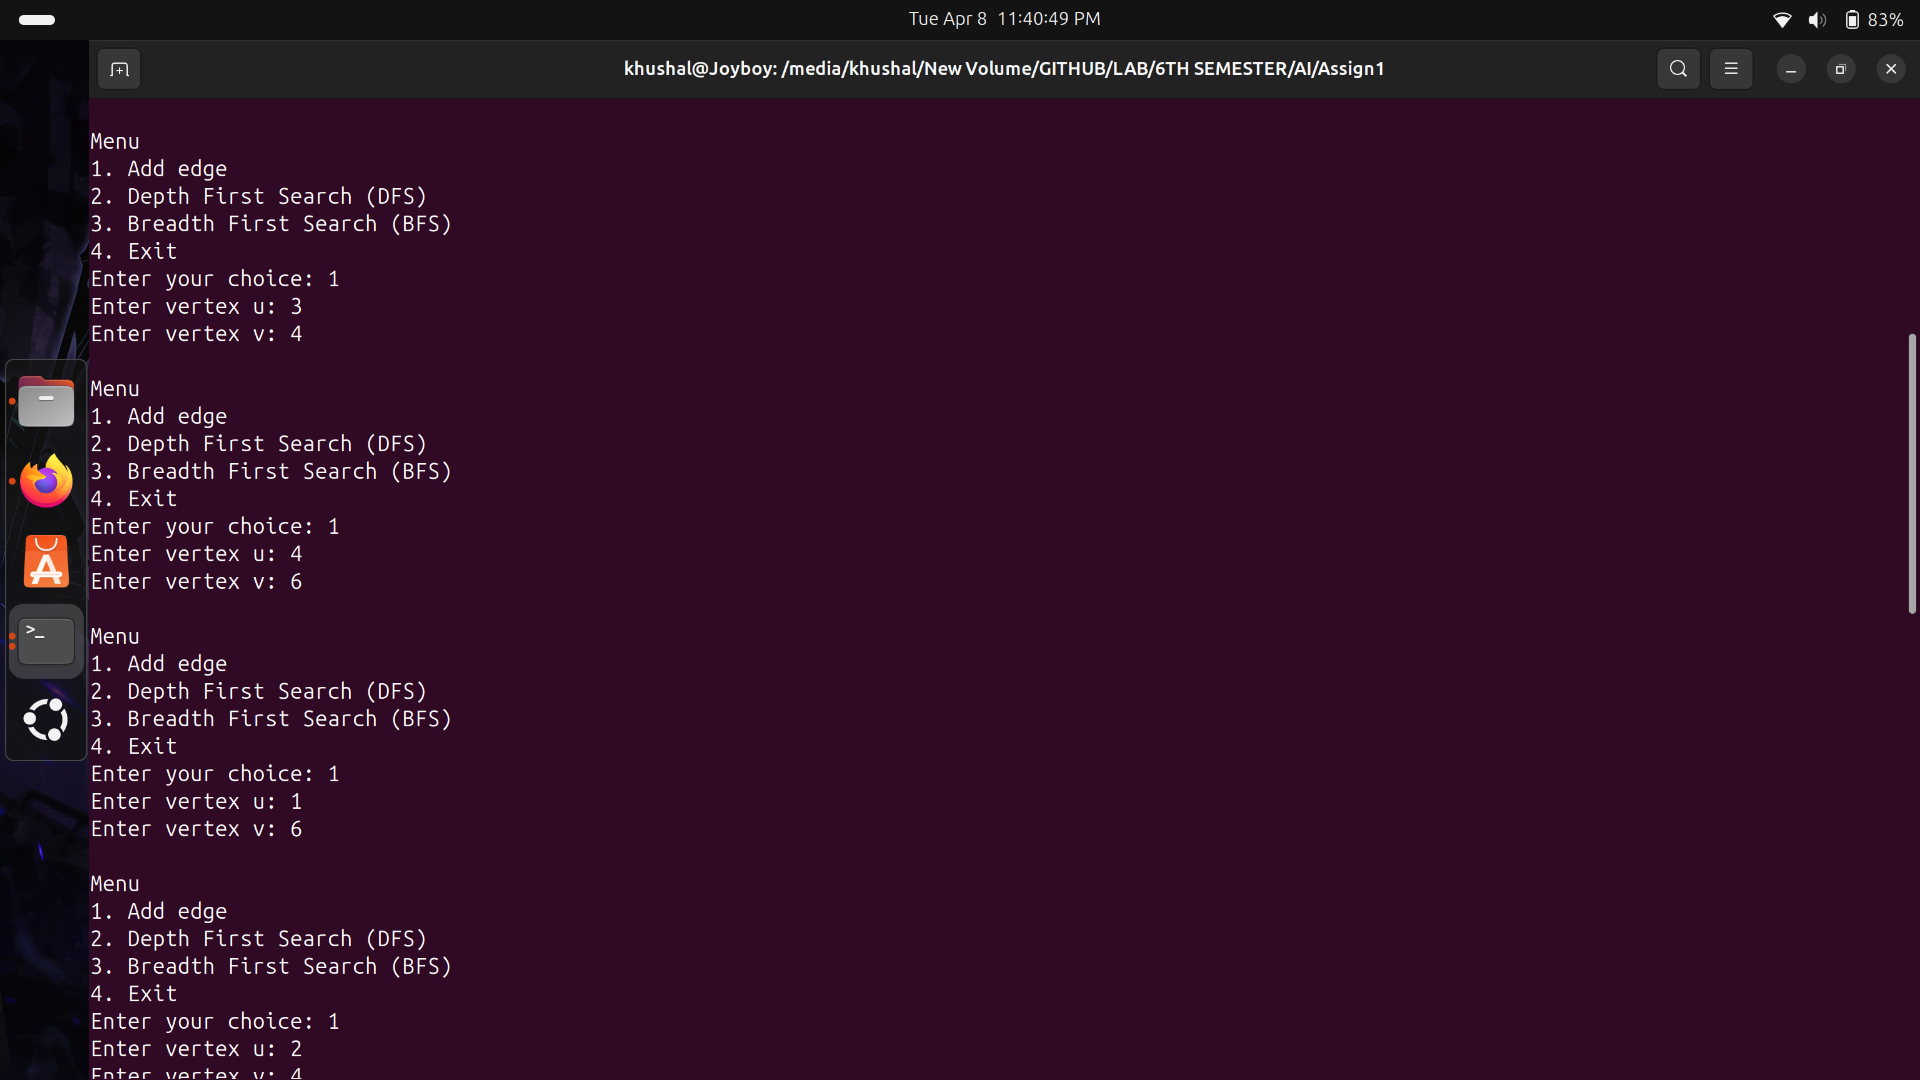 Tue Apr 8  11:40:49 PM
83%
khushal@Joyboy: /media/khushal/New Volume/GITHUB/LAB/6TH SEMESTER/AI/Assign1
Menu
1. Add edge
2. Depth First Search (DFS)
3. Breadth First Search (BFS)
4. Exit
Enter your choice: 1
Enter vertex u: 3
Enter vertex v: 4
Menu
1. Add edge
2. Depth First Search (DFS)
3. Breadth First Search (BFS)
4. Exit
Enter your choice: 1
Enter vertex u: 4
Enter vertex v: 6
Menu
1. Add edge
2. Depth First Search (DFS)
3. Breadth First Search (BFS)
4. Exit
Enter your choice: 1
Enter vertex u: 1
Enter vertex v: 6
Menu
1. Add edge
2. Depth First Search (DFS)
3. Breadth First Search (BFS)
4. Exit
Enter your choice: 1
Enter vertex u: 2
Enter vertex v: 4